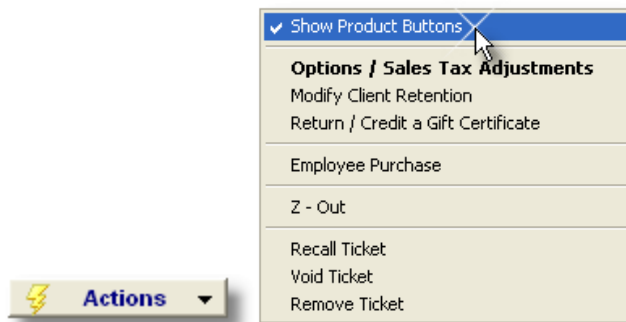 Show Product Buttons
Options / Sales Tax Adjustments
Modify Client Retention
Return / Credit a Gift Certificate
Employee Purchase
Z - Out
Recall Ticket
Void Ticket
Remove Ticket
Actions